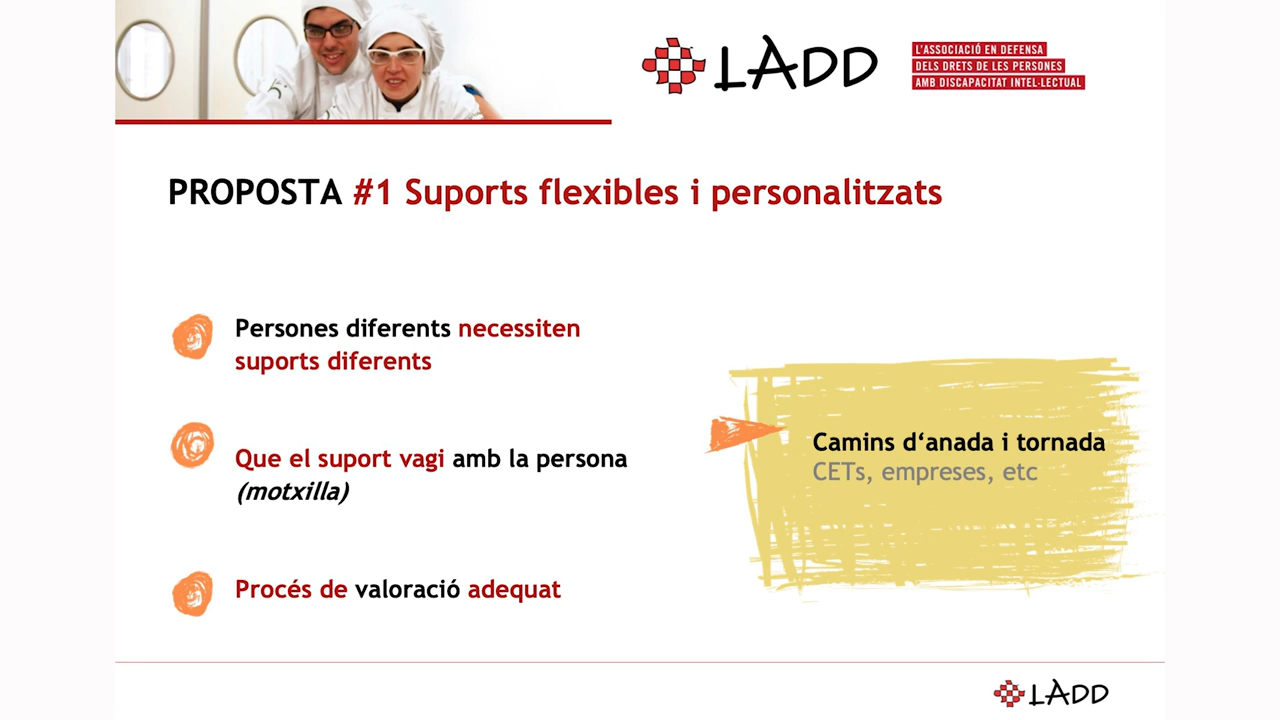 LADD
L'ASSOCIACIÓ EN DEFENSA
DELS DRETS DE LES PERSONES
AMB DISCAPACITAT INTEL·LECTUAL
PROPOSTA #1 Suports flexibles i personalitzats
Persones diferents necessiten
suports diferents
Que el suport vagi amb la persona
(motxilla)
Procés de valoració adequat
Camins d‘anada i tornada
CETs, empreses, etc
LADD